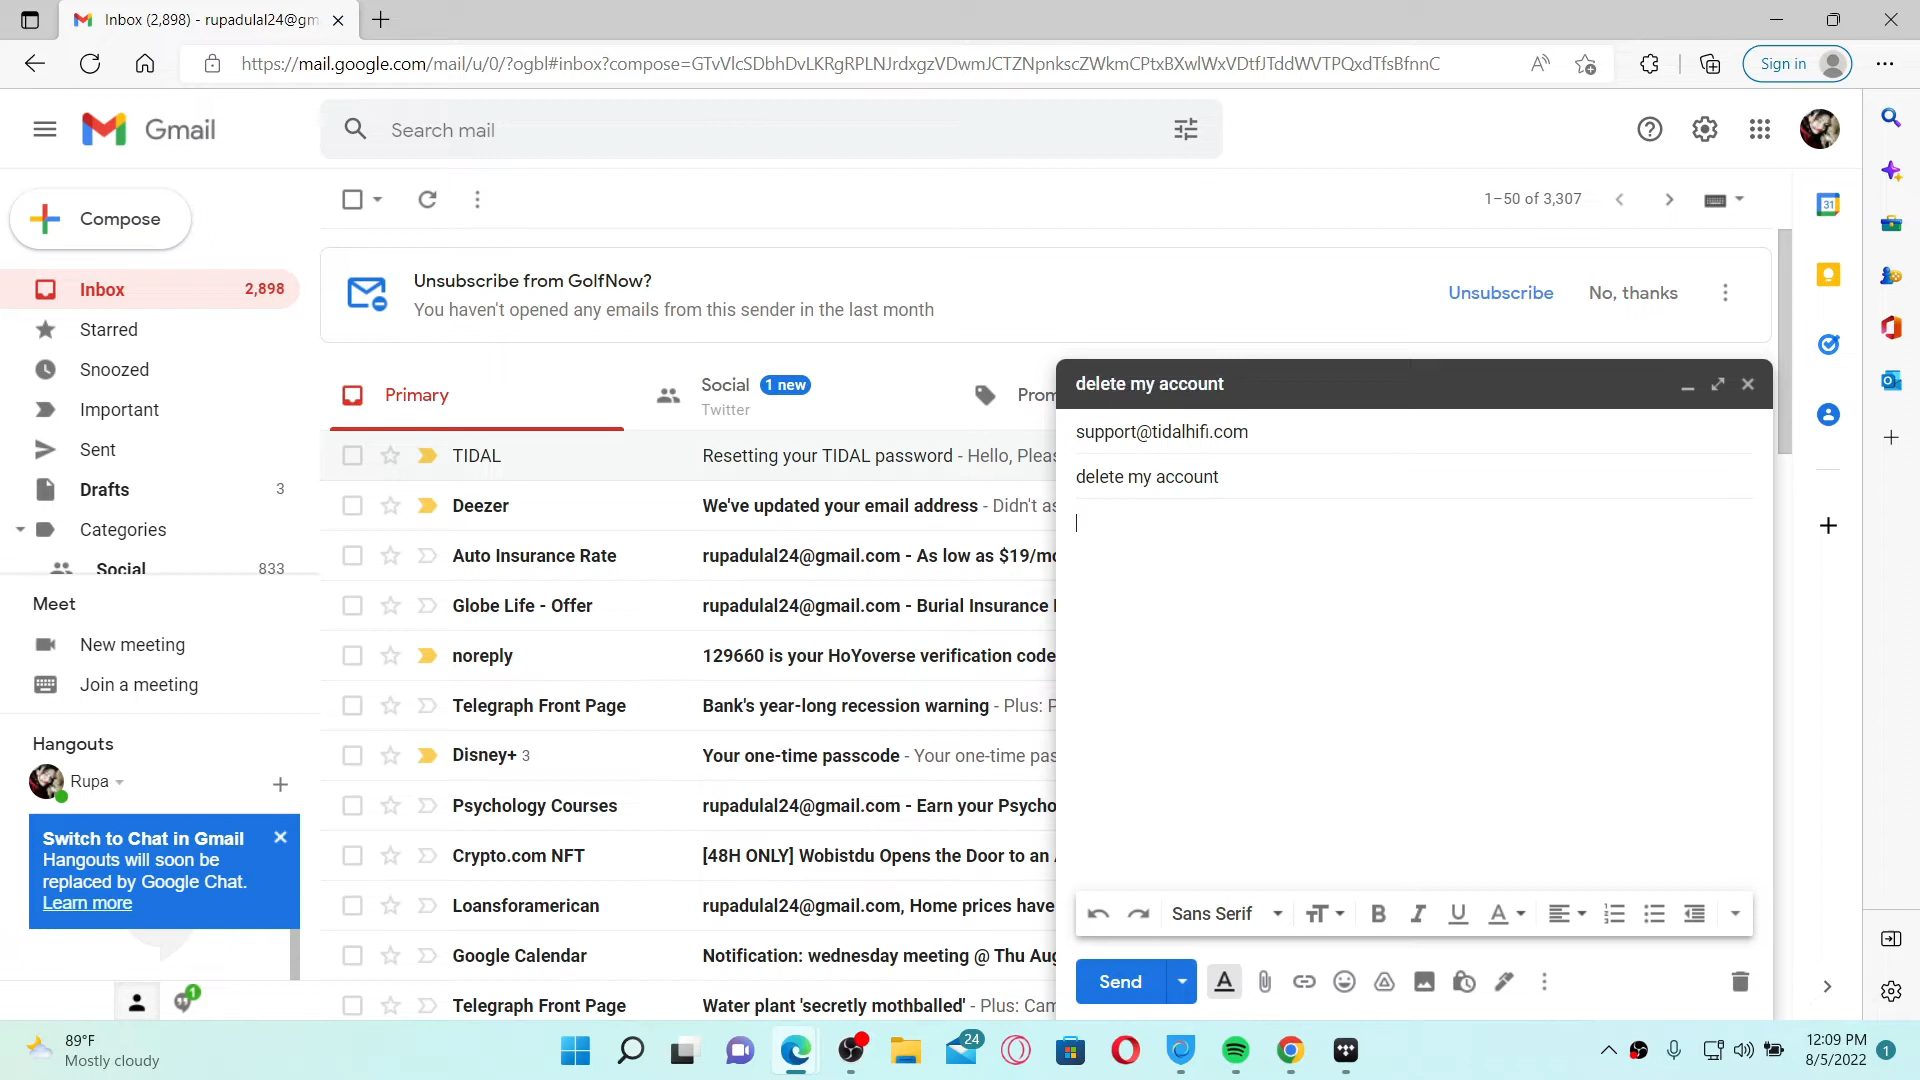 Inbox (2,898) - rupadulal24@gm
https://mail.google.com/mail/u/0/?ogbl#inbox?compose=GTvVlcSDbhDvLKRgRPLNJrdxgzVDwmJCTZNpnkscZWkmCPtxBXwlWxVDtfJTddWVTPQxdTfsBfnnC
Sign in
Gmail
Search mail
Compose
1–50 of 3,307
31
Unsubscribe from GolfNow?
You haven't opened any emails from this sender in the last month
Unsubscribe
No, thanks
Inbox 2,898
Starred
Snoozed
Important
Sent
Drafts 3
Categories
Social 833
Primary
Social 1 new
Twitter
Prom
TIDAL Resetting your TIDAL password - Hello, Pleas
Deezer We've updated your email address - Didn't as
Auto Insurance Rate rupadulal24@gmail.com - As low as $19/mo
Globe Life - Offer rupadulal24@gmail.com - Burial Insurance
noreply 129660 is your HoYoverse verification code
Telegraph Front Page Bank's year-long recession warning - Plus: P
Disney+ 3 Your one-time passcode - Your one-time pas
Psychology Courses rupadulal24@gmail.com - Earn your Psycho
Crypto.com NFT [48H ONLY] Wobistdu Opens the Door to an
Loansforamerican rupadulal24@gmail.com, Home prices have
Google Calendar Notification: wednesday meeting @ Thu Aug
Telegraph Front Page Water plant 'secretly mothballed' - Plus: Cam
delete my account
support@tidalhifi.com
delete my account
Sans Serif
Send
Meet
New meeting
Join a meeting
Hangouts
Rupa
Switch to Chat in Gmail
Hangouts will soon be
replaced by Google Chat.
Learn more
1
89°F
Mostly cloudy
24
12:09 PM
8/5/2022
1